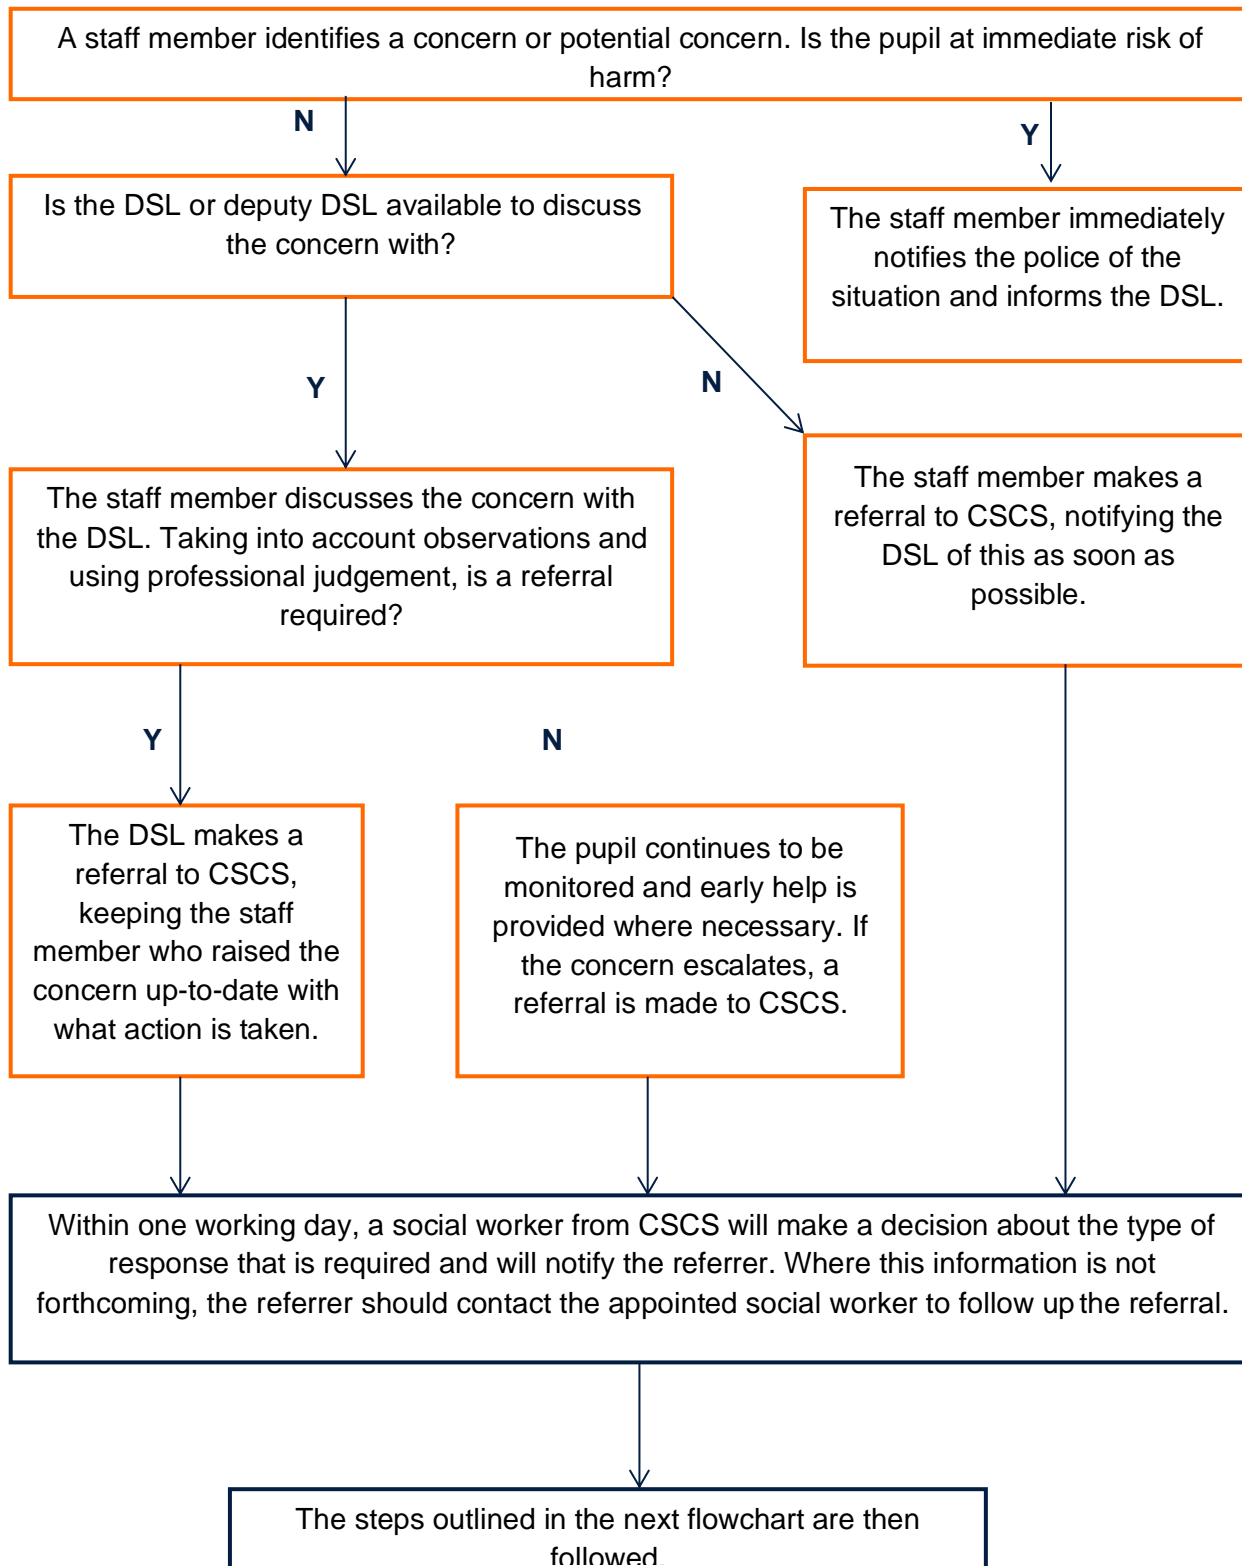 A staff member identifies a concern or potential concern. Is the pupil at immediate risk of
harm?
N
Y
Is the DSL or deputy DSL available to discuss
the concern with?
The staff member immediately
notifies the police of the
situation and informs the DSL.
Y
N
The staff member discusses the concern with
the DSL. Taking into account observations and
using professional judgement, is a referral
required?
The staff member makes a
referral to CSCS, notifying the
DSL of this as soon as
possible.
Y
N
The DSL makes a
referral to CSCS,
keeping the staff
member who raised the
concern up-to-date with
what action is taken.
The pupil continues to be
monitored and early help is
provided where necessary. If
the concern escalates, a
referral is made to CSCS.
Within one working day, a social worker from CSCS will make a decision about the type of
response that is required and will notify the referrer. Where this information is not
forthcoming, the referrer should contact the appointed social worker to follow up the referral.
The steps outlined in the next flowchart are then
followed.